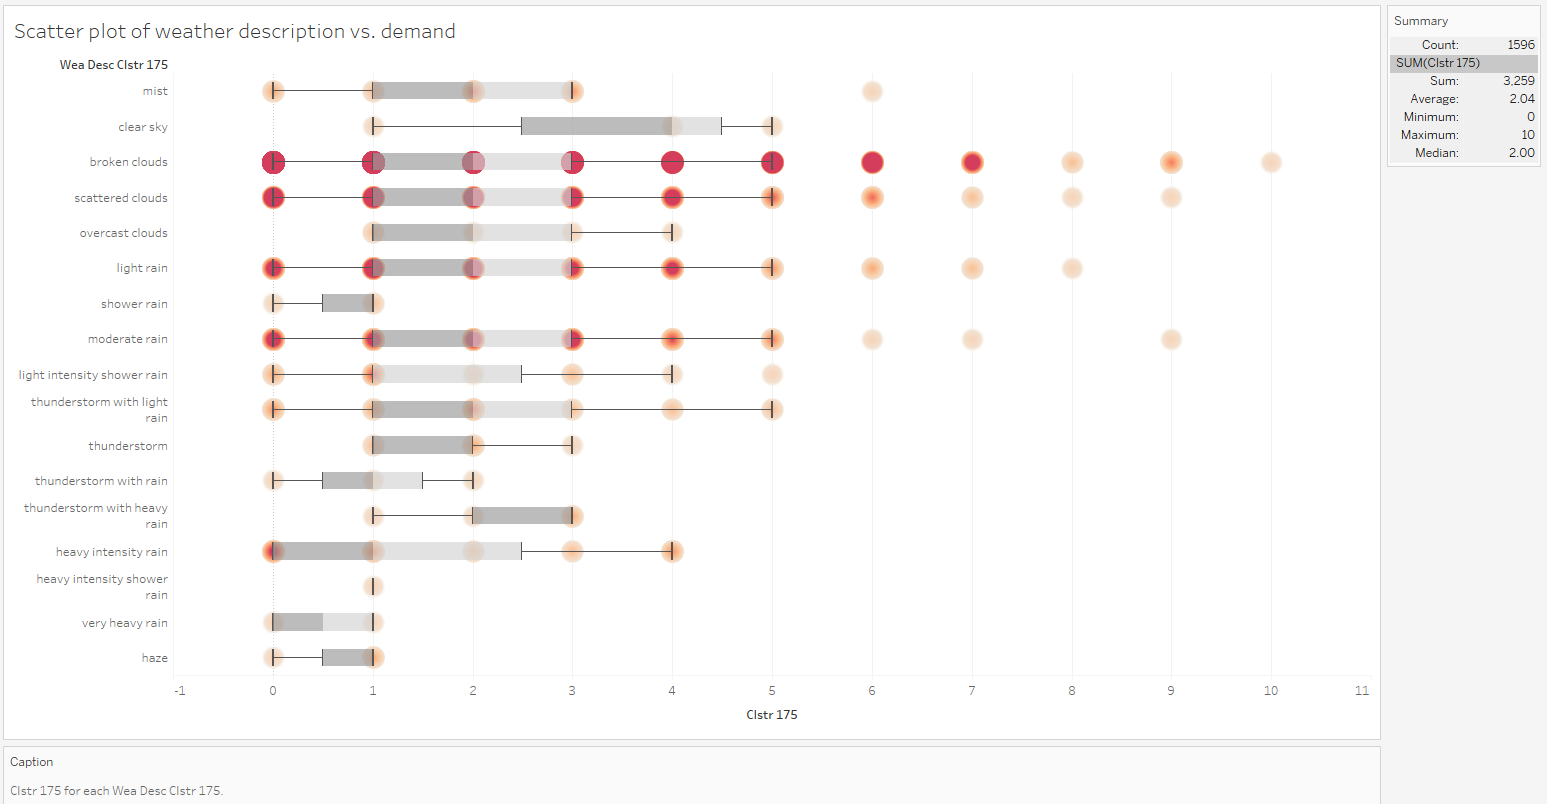 Scatter plot of weather description vs. demand
Wea Desc Clstr 175
mist
clear sky
broken clouds
scattered clouds
overcast clouds
light rain
shower rain
moderate rain
light intensity shower rain
thunderstorm with light
rain
thunderstorm
thunderstorm with rain
thunderstorm with heavy
rain
heavy intensity rain
heavy intensity shower
rain
very heavy rain
haze
-1 0 1 2 3 4 5 6 7 8 9 10 11
Clstr 175
Summary
Count: 1596
SUM(Clstr 175)
Sum: 3,259
Average: 2.04
Minimum: 0
Maximum: 10
Median: 2.00
Caption
Clstr 175 for each Wea Desc Clstr 175.